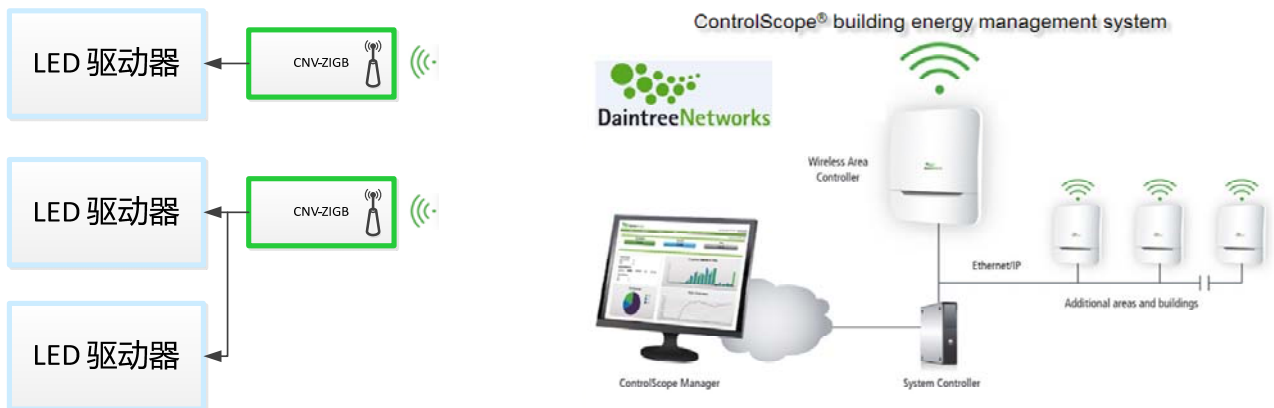 LED 驱动器
CNV-ZIGB
LED 驱动器
CNV-ZIGB
LED 驱动器
ControlScope® building energy management system
DaintreeNetworks
Wireless Area
Controller
Ethernet/IP
Additional areas and buildings
ControlScope Manager
System Controller